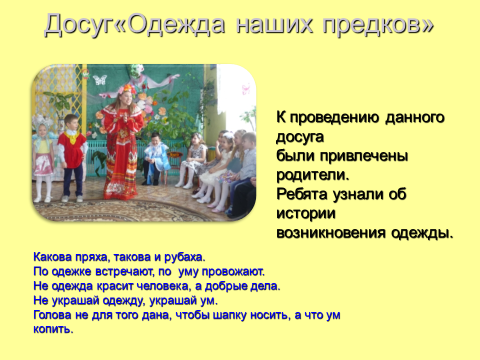 Досуг«Одежда наших предков»
К проведению данного
досуга
были привлечены
родители.
Ребята узнали об
истории
возникновения одежды.
Какова пряха, такова и рубаха.
По одежке встречают, по  уму провожают.
Не одежда красит человека, а добрые дела.
Не украшай одежду, украшай ум.
Голова не для того дана, чтобы шапку носить, а что ум
копить.